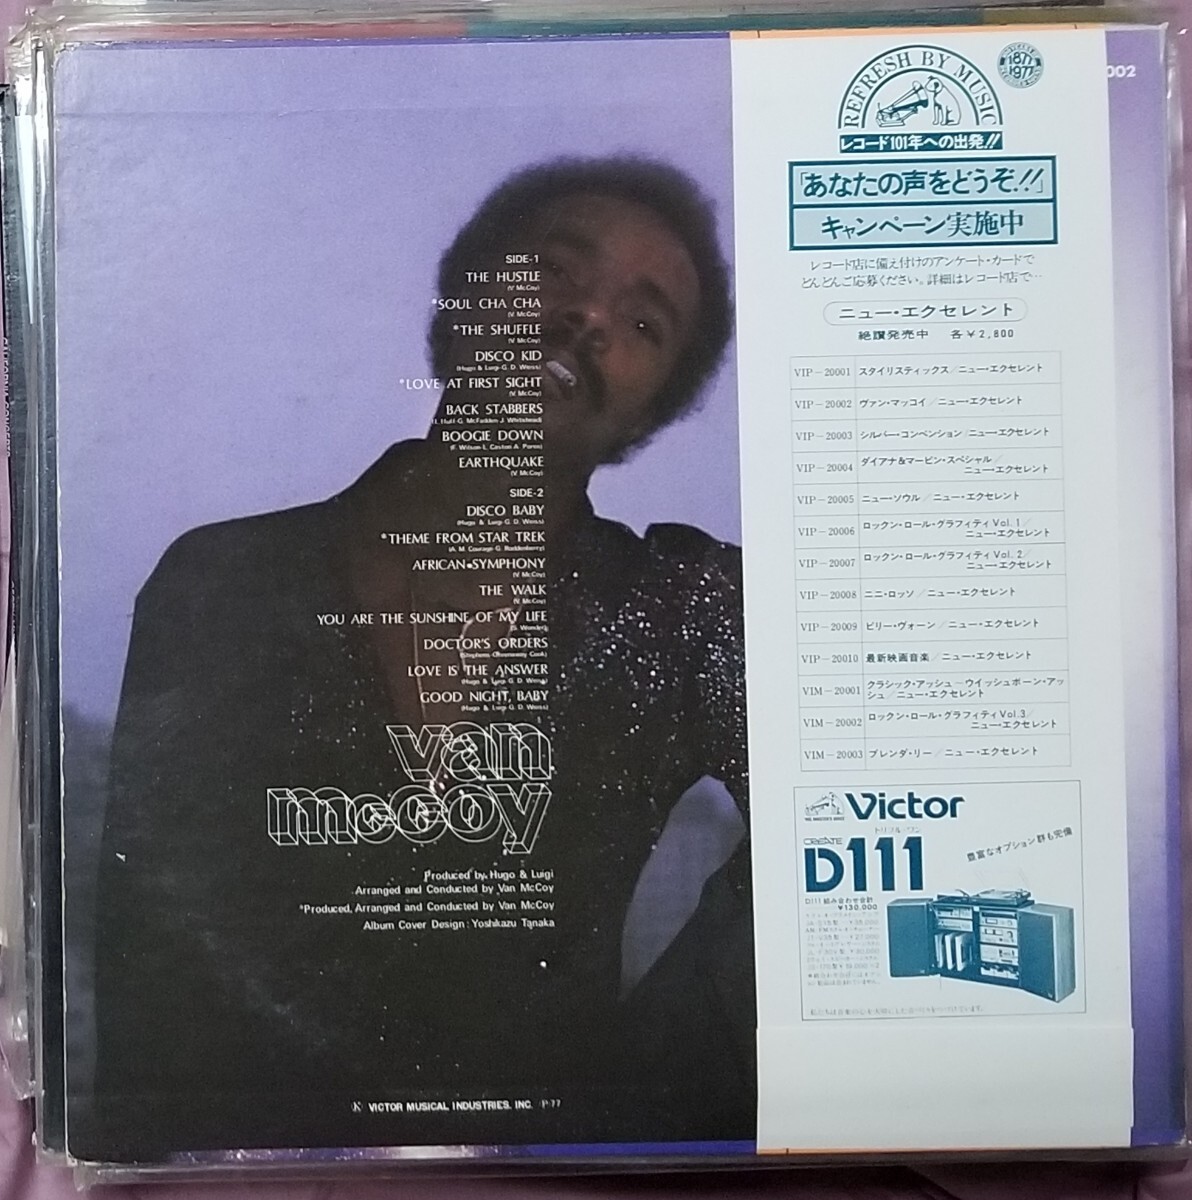 SIDE-1
THE HUSTLE
(V. McCoy)
*SOUL CHA CHA
(V. McCoy)
*THE SHUFFLE
(V. McCoy)
DISCO KID
(Hugo & Luigi-G. D. Weiss)
*LOVE AT FIRST SIGHT
(V. McCoy)
BACK STABBERS
Huff-G. McFadden-J. Whitehead)
BOOGIE DOWN
EARTHQUAKE
(V. McCoy)
SIDE-2
DISCO BABY
(Hugo & Luigi-G. D. Weiss)
*THEME FROM STAR TREK
(A. M. Courage-G. Roddenberry)
AFRICAN SYMPHONY
(V. McCoy)
THE WALK
(V. McCoy)
YOU ARE THE SUNSHINE OF MY LIFE
(S. Wonder)
DOCTOR'S ORDERS
LOVE IS THE ANSWER
(Hugo & Luigi-G. D. Weiss)
GOOD NIGHT, BABY
(Hugo & Luigi-G. D. Weiss)
van
mcCoy
Produced by Hugo & Luigi
Arranged and Conducted by Van McCoy
*Produced, Arranged and Conducted by Van McCoy
Album Cover Design: Yoshikazu Tanaka
VICTOR MUSICAL INDUSTRIES, INC. P-77
002
REFRESH BY MUSIC
1877
1977
レコード101年への出発!!
「あなたの声をどうぞ!!」
キャンペーン実施中
レコード店に備え付けのアンケート・カードで
どんどんご応募ください。詳細はレコード店で…
ニュー・エクセレント
絶讃発売中 各¥2,800
VIP-20001 スタイリスティックス/ニュー・エクセレント
VIP-20002 ヴァン・マッコイ/ニュー・エクセレント
VIP-20003 シルバー・コンベンション/ニュー・エクセレント
VIP-20004 ダイアナ&マービン・スペシャル/
ニュー・エクセレント
VIP-20005 ニュー・ソウル/ニュー・エクセレント
VIP-20006 ロックン・ロール・グラフィティVol. 1/
ニュー・エクセレント
VIP-20007 ロックン・ロール・グラフィティVol. 2/
ニュー・エクセレント
VIP-20008 ニニ・ロッソ/ニュー・エクセレント
VIP-20009 ビリー・ヴォーン/ニュー・エクセレント
VIP-20010 最新映画音楽/ニュー・エクセレント
VIM-20001 クラシック・アッシュ-ウイッシュボーン・アッ
シュ/ニュー・エクセレント
VIM-20002 ロックン・ロール・グラフィティVol.3/
ニュー・エクセレント
VIM-20003 ブレンダ・リー/ニュー・エクセレント
Victor
トリプル・ワン
CREATE
D111
豊富なオプション群も完備
D111組み合わせ合計
¥130,000